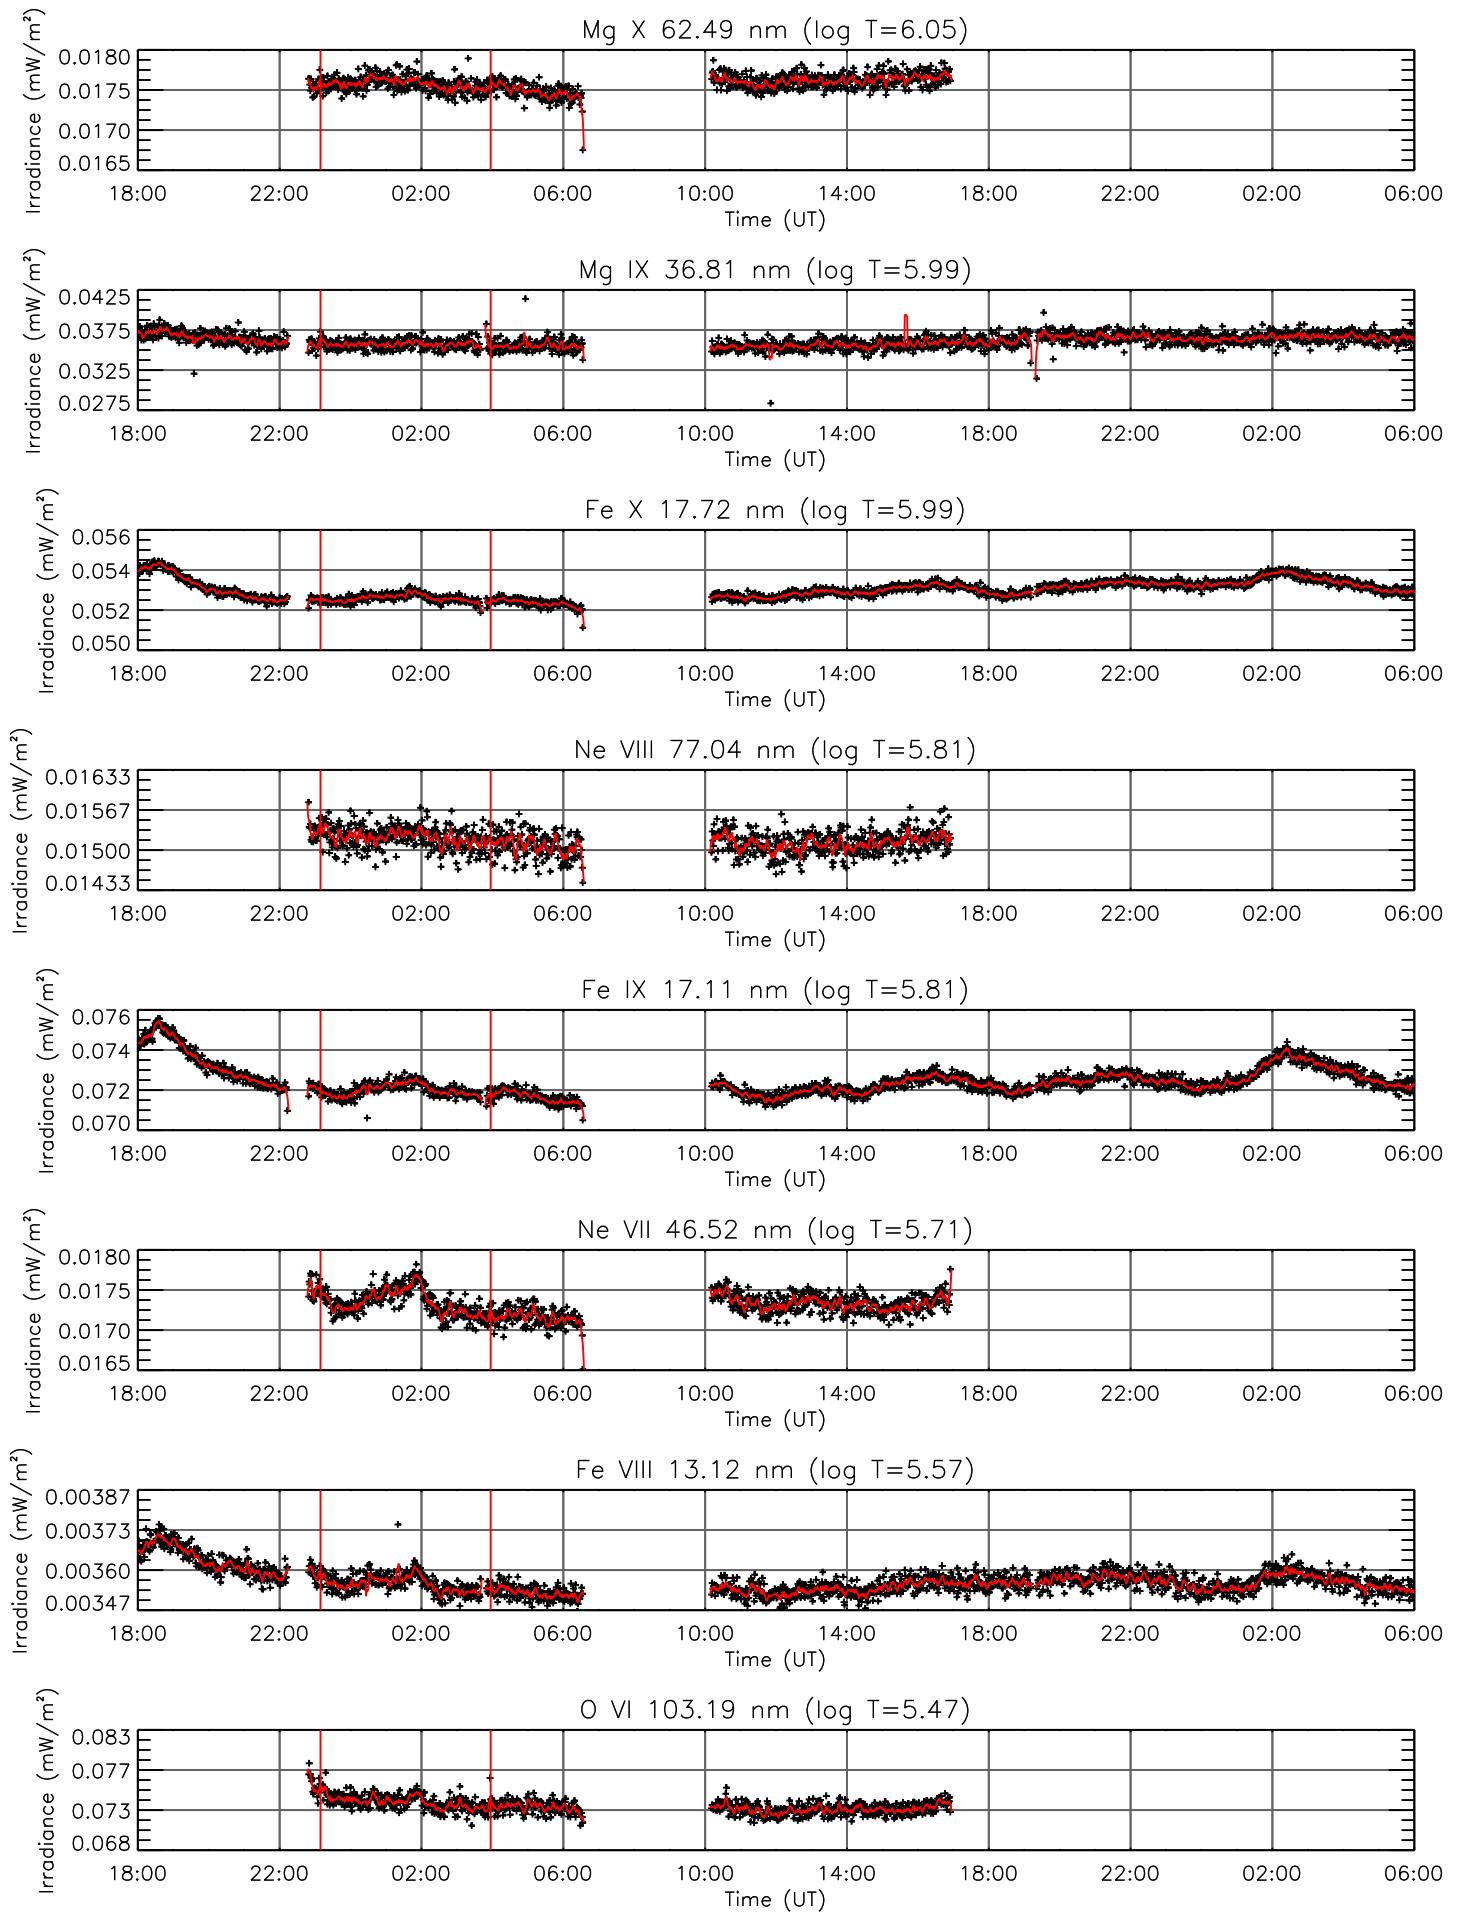 Mg X 62.49 nm (log T=6.05)
Irradiance (mW/m²)
0.0180
0.0175
0.0170
0.0165
18:00 22:00 02:00 06:00 10:00 14:00 18:00 22:00 02:00 06:00
Time (UT)
Mg IX 36.81 nm (log T=5.99)
Irradiance (mW/m²)
0.0425
0.0375
0.0325
0.0275
18:00 22:00 02:00 06:00 10:00 14:00 18:00 22:00 02:00 06:00
Time (UT)
Fe X 17.72 nm (log T=5.99)
Irradiance (mW/m²)
0.056
0.054
0.052
0.050
18:00 22:00 02:00 06:00 10:00 14:00 18:00 22:00 02:00 06:00
Time (UT)
Ne VIII 77.04 nm (log T=5.81)
Irradiance (mW/m²)
0.01633
0.01567
0.01500
0.01433
18:00 22:00 02:00 06:00 10:00 14:00 18:00 22:00 02:00 06:00
Time (UT)
Fe IX 17.11 nm (log T=5.81)
Irradiance (mW/m²)
0.076
0.074
0.072
0.070
18:00 22:00 02:00 06:00 10:00 14:00 18:00 22:00 02:00 06:00
Time (UT)
Ne VII 46.52 nm (log T=5.71)
Irradiance (mW/m²)
0.0180
0.0175
0.0170
0.0165
18:00 22:00 02:00 06:00 10:00 14:00 18:00 22:00 02:00 06:00
Time (UT)
Fe VIII 13.12 nm (log T=5.57)
Irradiance (mW/m²)
0.00387
0.00373
0.00360
0.00347
18:00 22:00 02:00 06:00 10:00 14:00 18:00 22:00 02:00 06:00
Time (UT)
O VI 103.19 nm (log T=5.47)
Irradiance (mW/m²)
0.083
0.077
0.073
0.068
18:00 22:00 02:00 06:00 10:00 14:00 18:00 22:00 02:00 06:00
Time (UT)